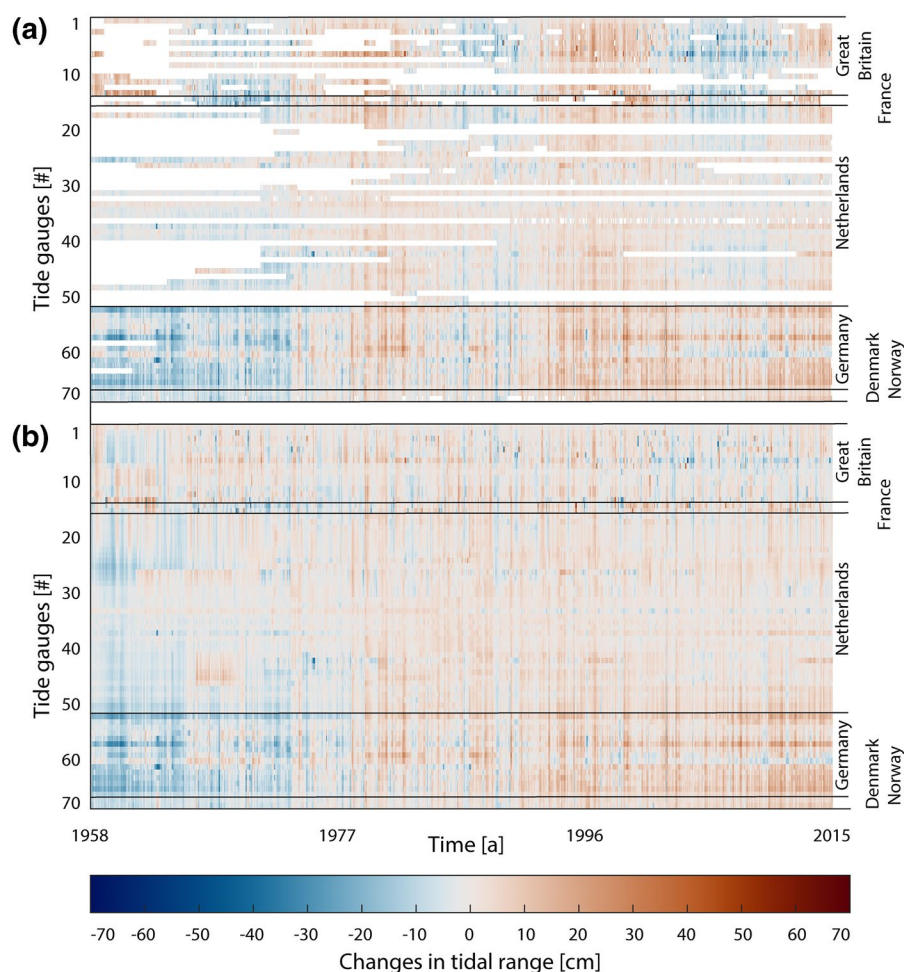 (a)
1
10
20
30
40
50
60
70
Tide gauges [#]
Great
Britain
France
Netherlands
Germany
Denmark
Norway
(b)
1
10
20
30
40
50
60
70
Tide gauges [#]
Great
Britain
France
Netherlands
Germany
Denmark
Norway
1958
1977
1996
2015
Time [a]
-70 -60 -50 -40 -30 -20 -10 0 10 20 30 40 50 60 70
Changes in tidal range [cm]